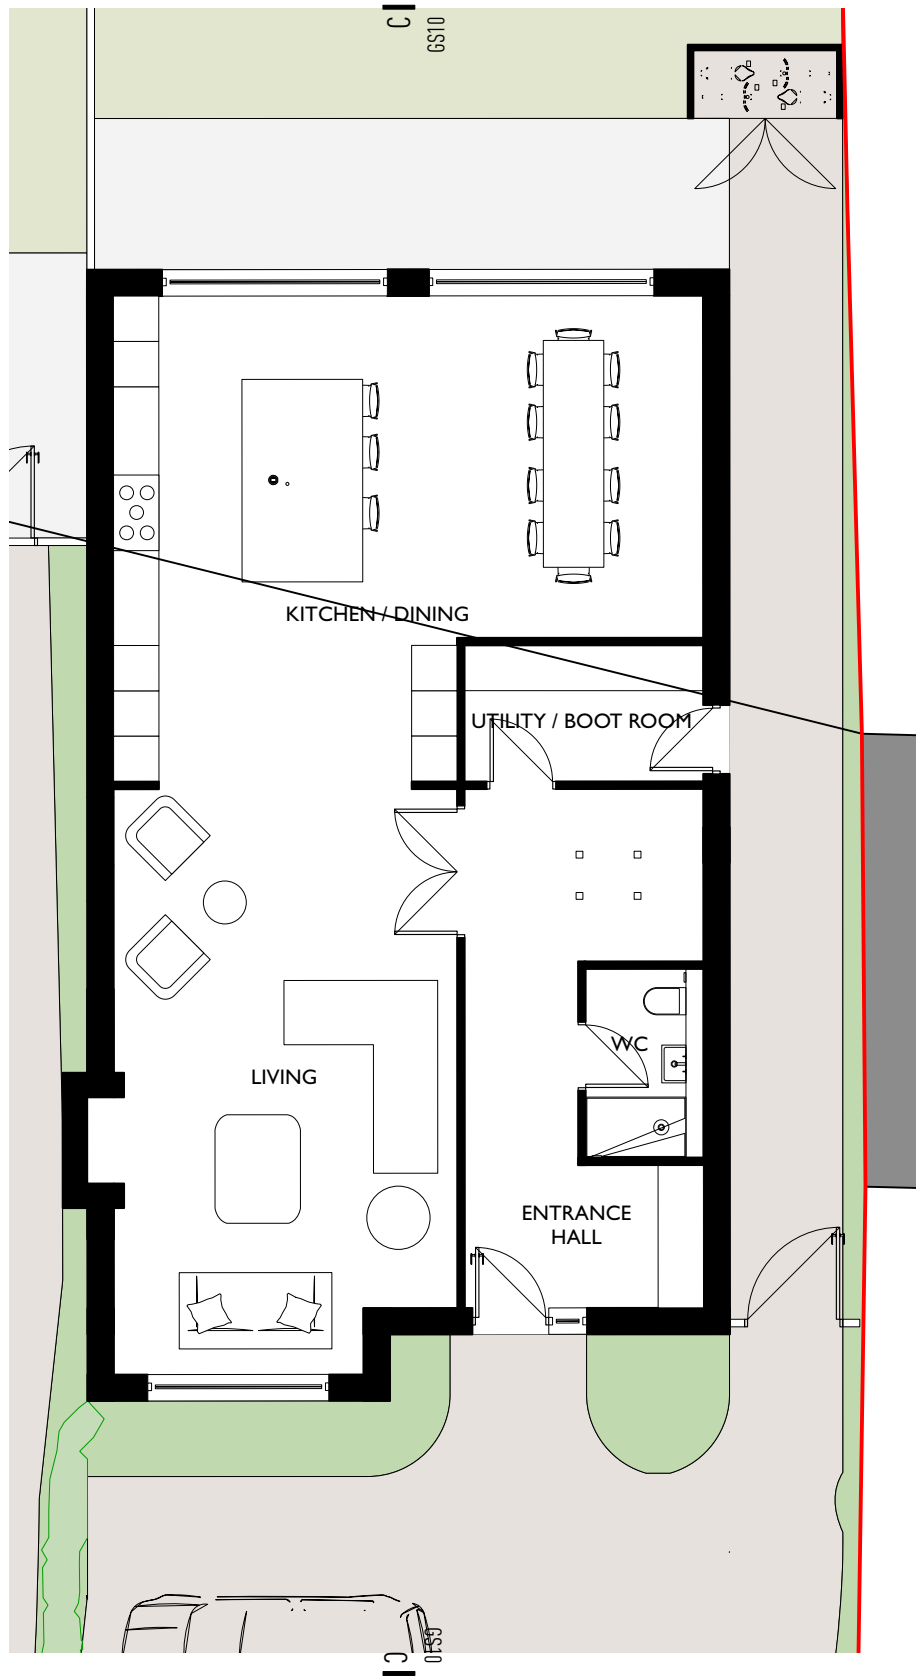 C
GS10
KITCHEN / DINING
UTILITY / BOOT ROOM
WC
LIVING
ENTRANCE
HALL
C
GS10